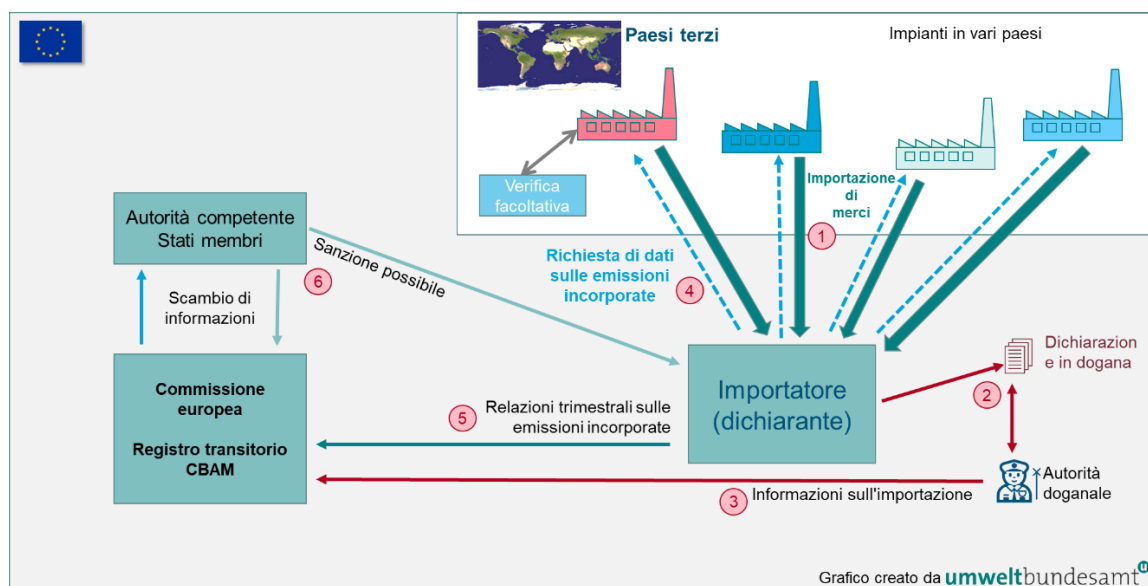 Paesi terzi
Impianti in vari paesi
Verifica
facoltativa
Importazione
di
merci
1
Autorità competente
Stati membri
Sanzione possibile
6
Richiesta di dati
sulle emissioni
incorporate
4
Scambio di
informazioni
Dichiarazion
e in dogana
2
Commissione
europea
Registro transitorio
CBAM
Importatore
(dichiarante)
5
Relazioni trimestrali sulle
emissioni incorporate
Autorità
doganale
3
Informazioni sull'importazione
Grafico creato da umweltbundesamt